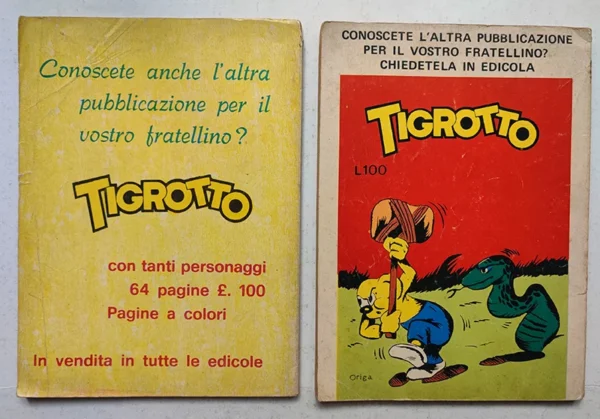 Conoscete anche l'altra
pubblicazione per il
vostro fratellino?
TIGROTTO
con tanti personaggi
64 pagine £. 100
Pagine a colori
In vendita in tutte le edicole
CONOSCETE L'ALTRA PUBBLICAZIONE
PER IL VOSTRO FRATELLINO?
CHIEDETELA IN EDICOLA
TIGROTTO
L.100
Origa